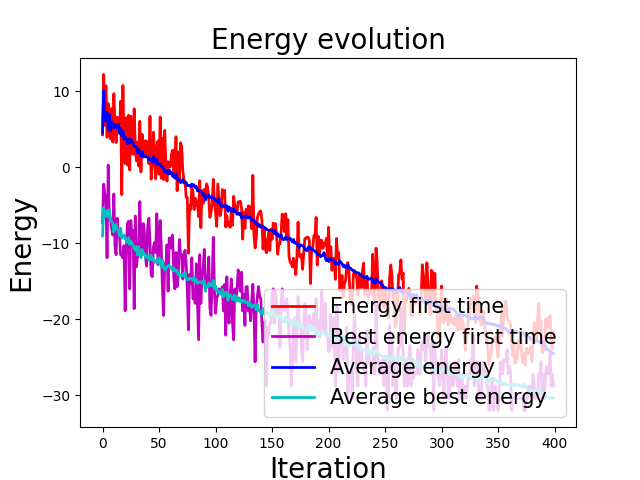 Energy evolution
10
0
−10
−20
−30
Energy
0
50
100
150
200
250
300
350
400
Iteration
Energy first time
Best energy first time
Average energy
Average best energy